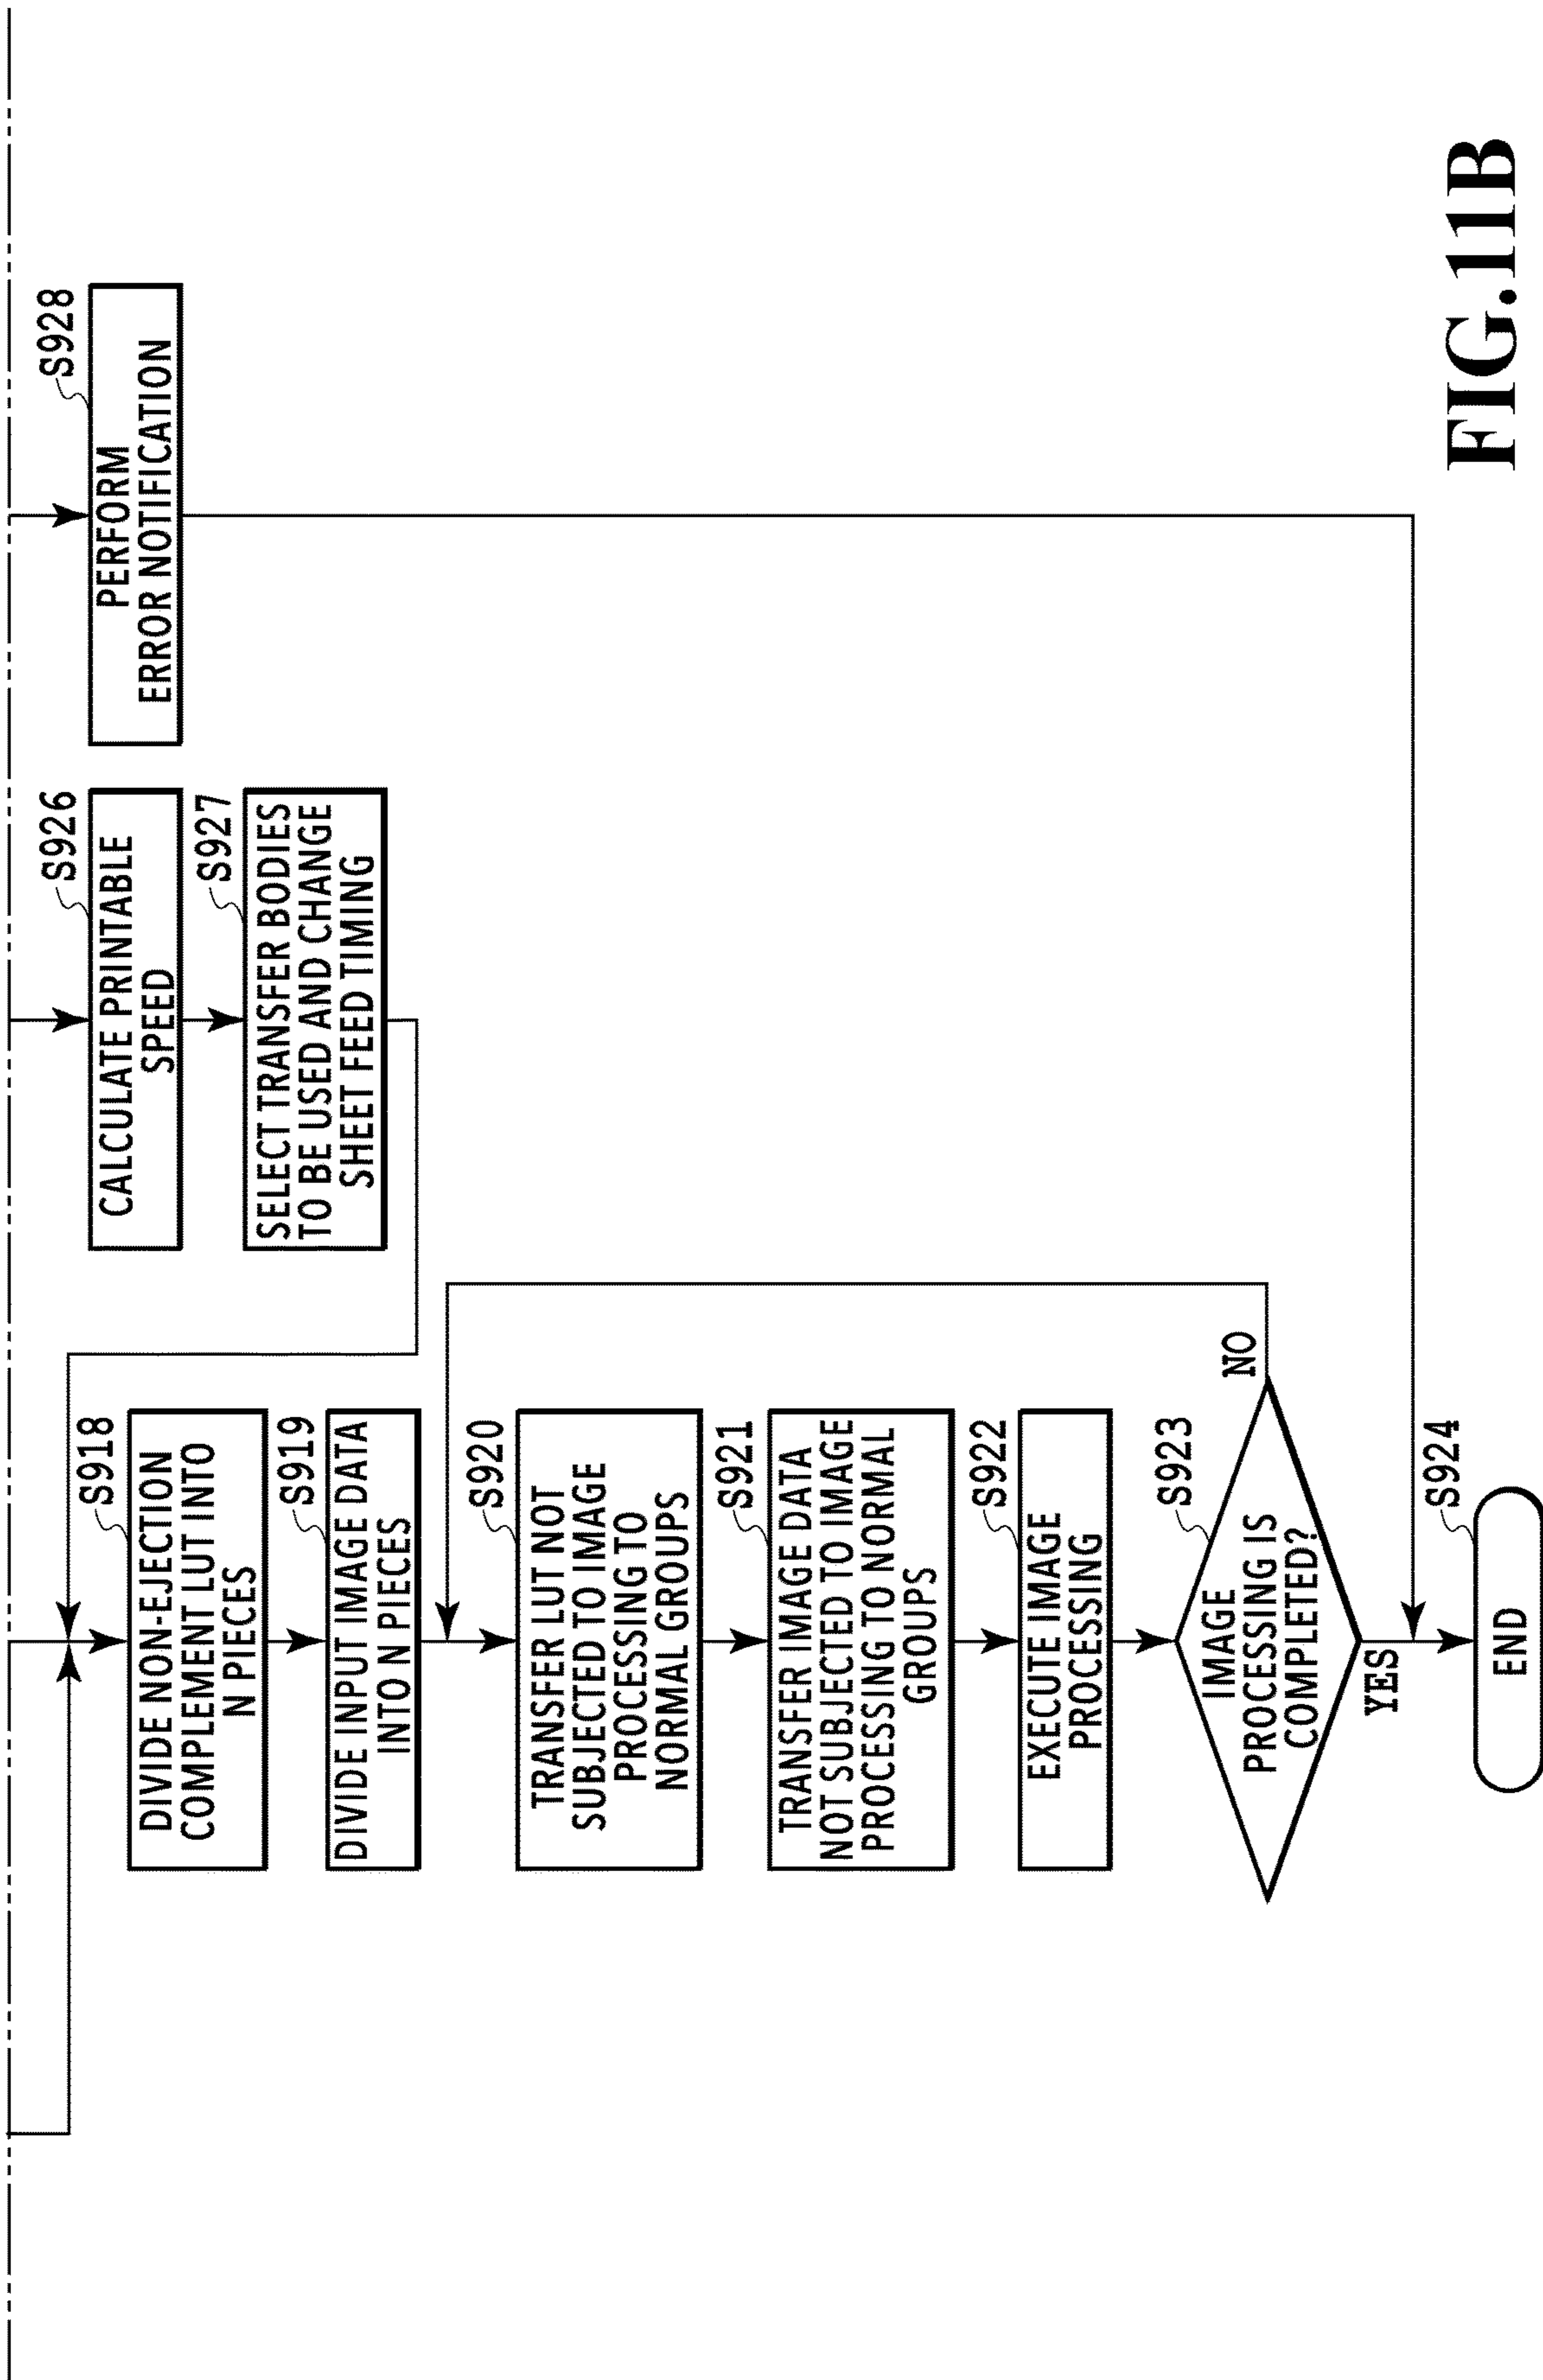 S918
DIVIDE NON-EJECTION
COMPLEMENT LUT INTO
N PIECES
S919
DIVIDE INPUT IMAGE DATA
INTO N PIECES
S920
TRANSFER LUT NOT
SUBJECTED TO IMAGE
PROCESSING TO
NORMAL GROUPS
S921
TRANSFER IMAGE DATA
NOT SUBJECTED TO IMAGE
PROCESSING TO NORMAL
GROUPS
S922
EXECUTE IMAGE
PROCESSING
S923
IMAGE
PROCESSING IS
COMPLETED?
NO
YES
S924
END
S926
CALCULATE PRINTABLE
SPEED
S927
SELECT TRANSFER BODIES
TO BE USED AND CHANGE
SHEET FEED TIMING
S928
PERFORM
ERROR NOTIFICATION
FIG.11B